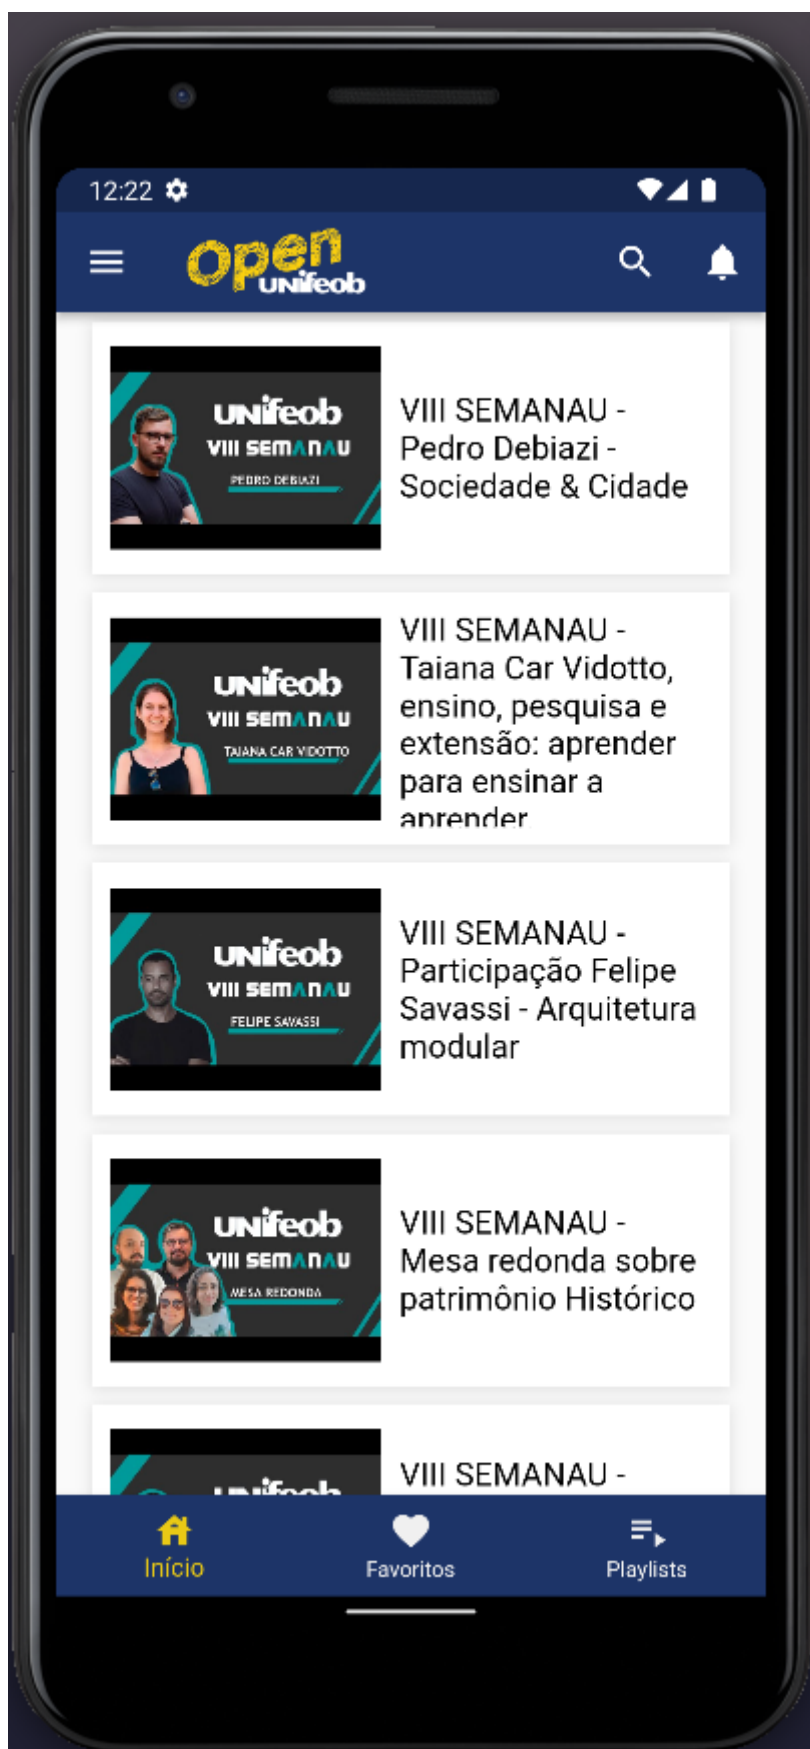 12:22
Open
unifeob
unifeob
VIII SEMANAU
PEDRO DEBIAZI
VIII SEMANAU -
Pedro Debiazi -
Sociedade & Cidade
unifeob
VIII SEMANAU
TAIANA CAR VIDOTTO
VIII SEMANAU -
Taiana Car Vidotto,
ensino, pesquisa e
extensão: aprender
para ensinar a
aprender
unifeob
VIII SEMANAU
FELIPE SAVASSI
VIII SEMANAU -
Participação Felipe
Savassi - Arquitetura
modular
unifeob
VIII SEMANAU
MESA REDONDA
VIII SEMANAU -
Mesa redonda sobre
patrimônio Histórico
unifeob
VIII SEMANAU -
Início
Favoritos
Playlists